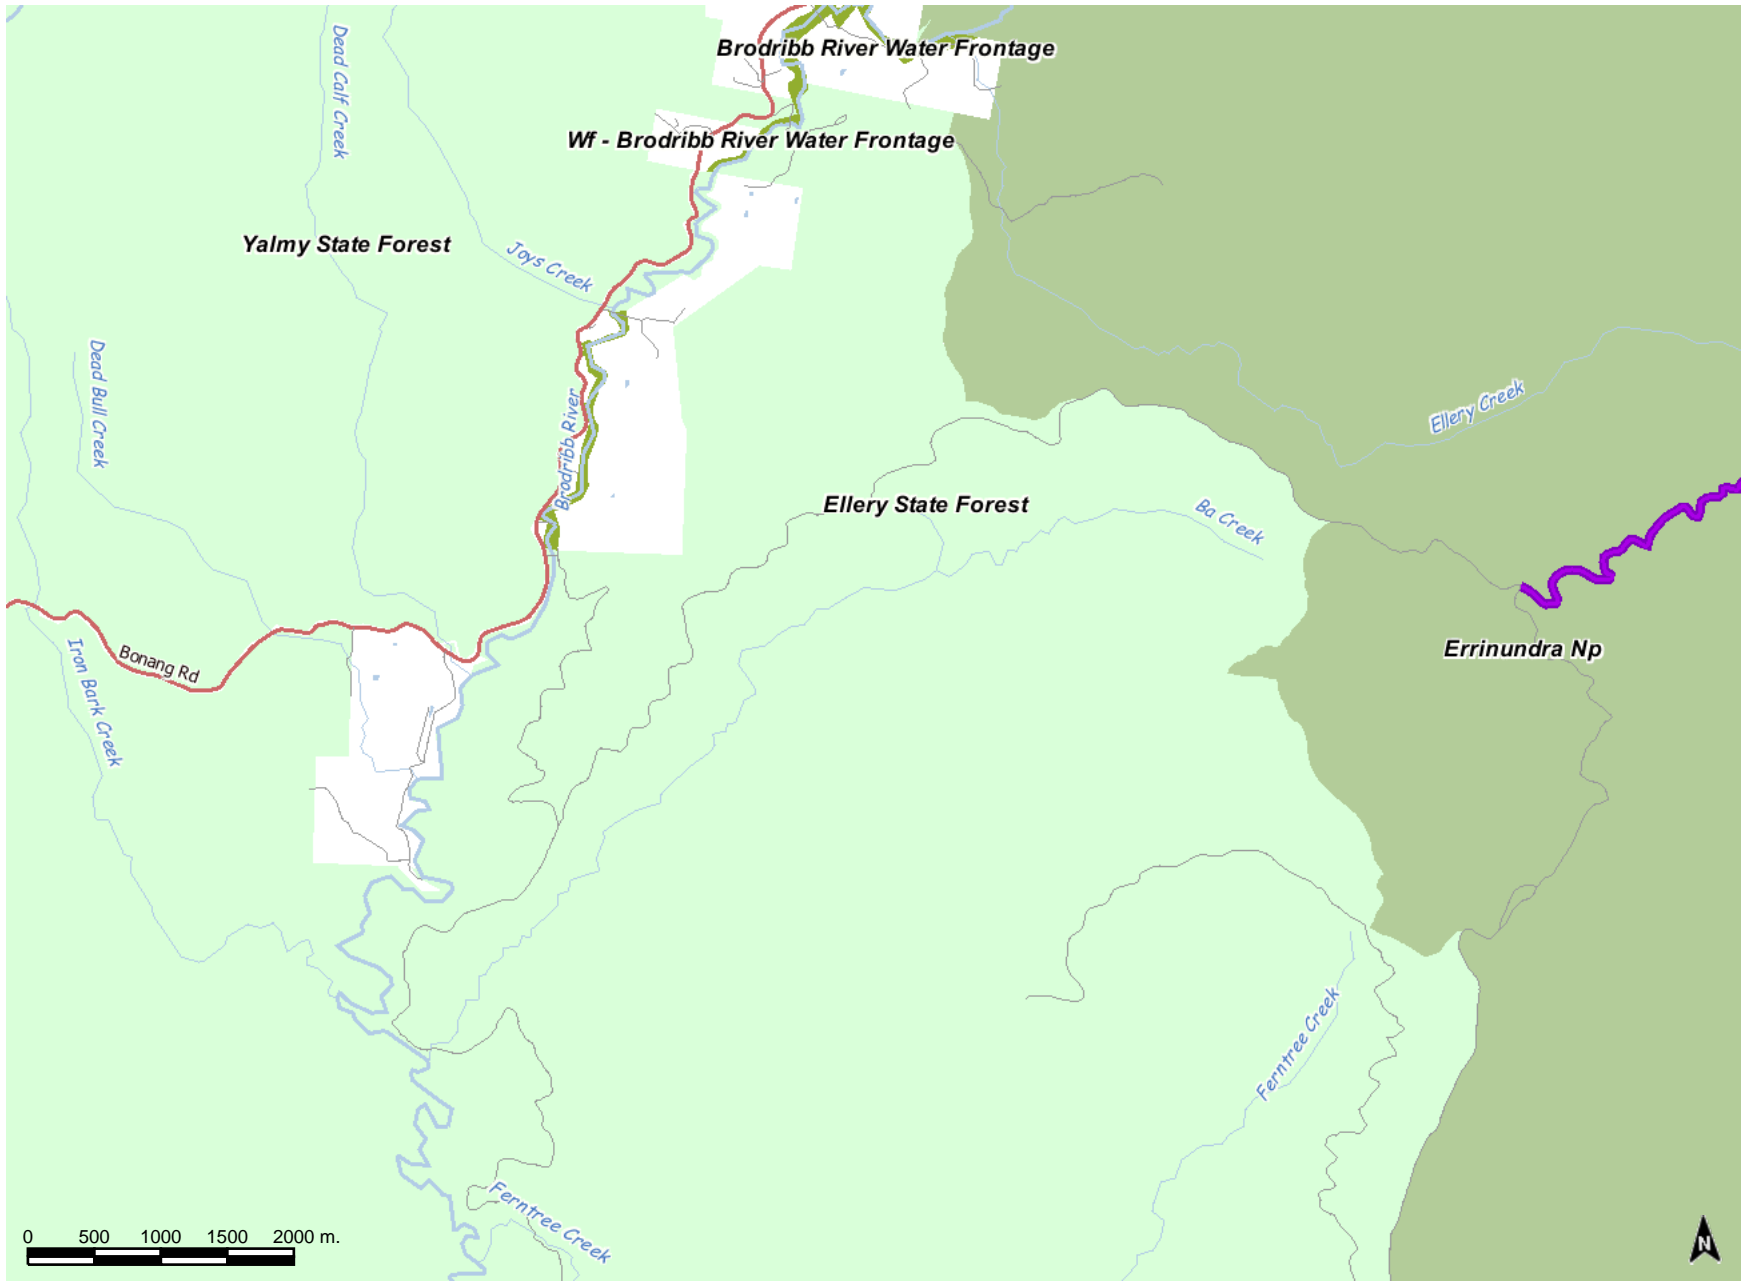 Dead Calf Creek
Brodribb River Water Frontage
Wf - Brodribb River Water Frontage
Yalmy State Forest
Joys Creek
Dead Bull Creek
Brodribb River
Ellery Creek
Ellery State Forest
Ba Creek
Iron Bark Creek
Bonang Rd
Errinundra Np
Ferntree Creek
Ferntree Creek
0 500 1000 1500 2000 m.
N